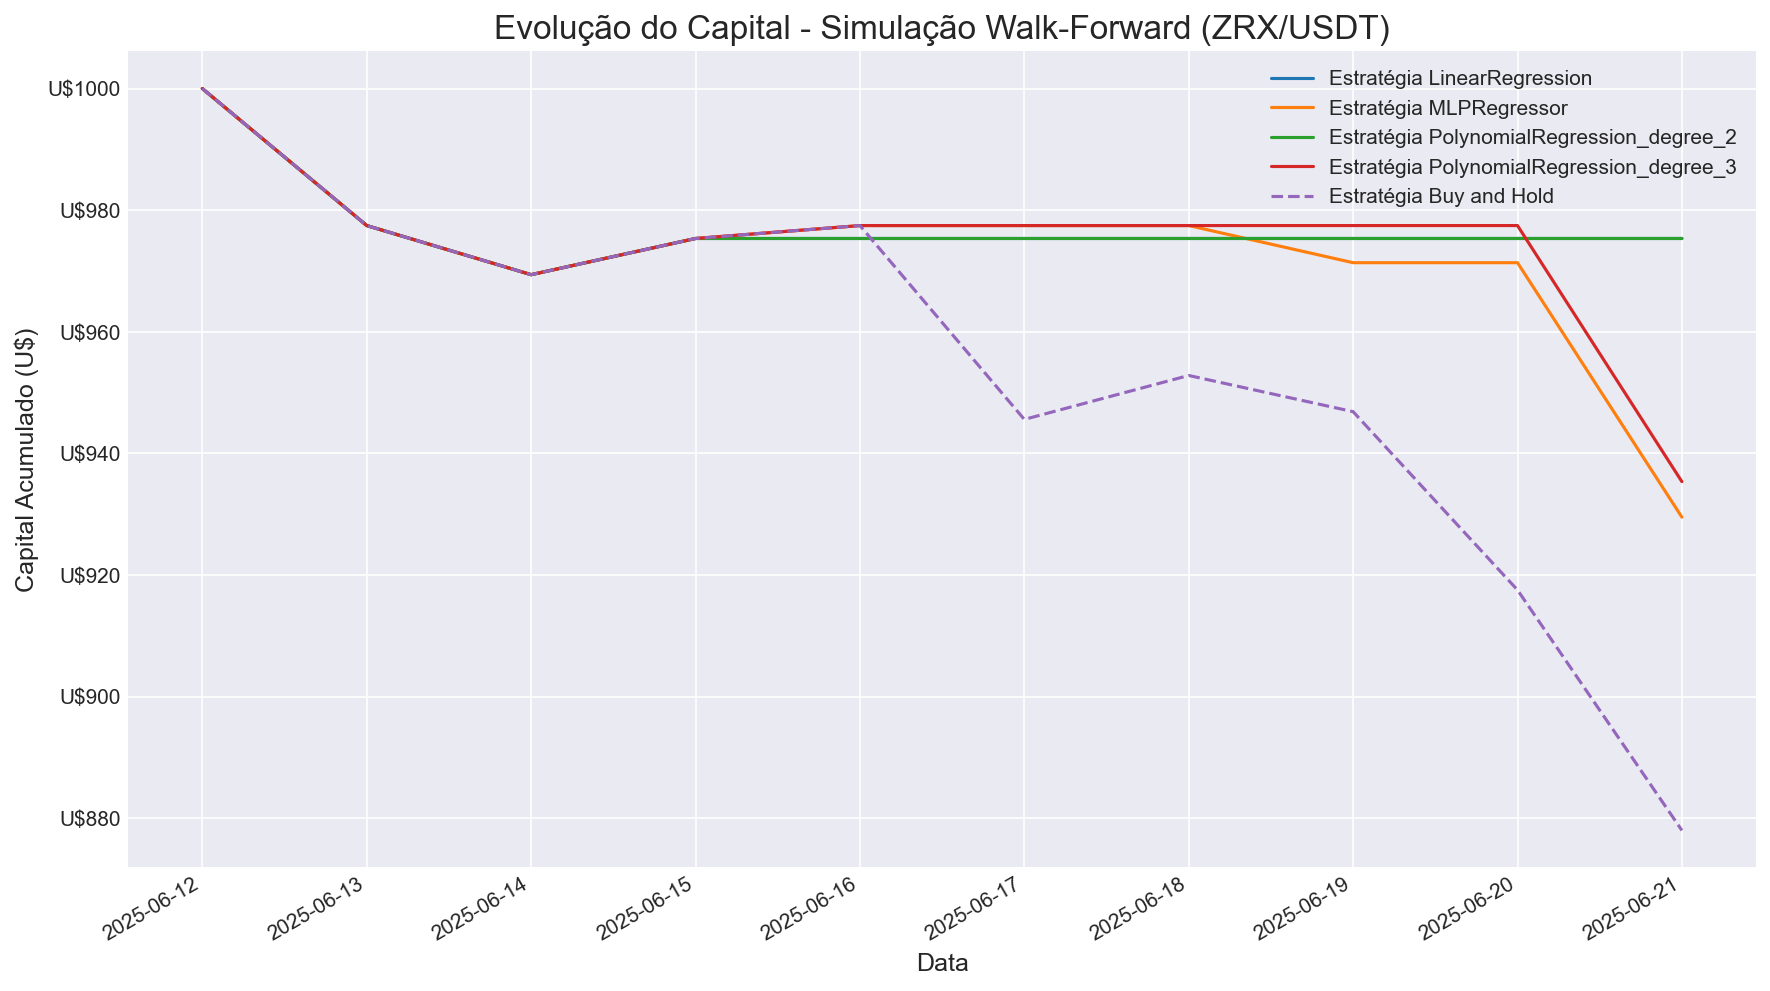 Evolução do Capital - Simulação Walk-Forward (ZRX/USDT)
Estratégia LinearRegression
Estratégia MLPRegressor
Estratégia PolynomialRegression_degree_2
Estratégia PolynomialRegression_degree_3
Estratégia Buy and Hold
Capital Acumulado (U$)
U$1000
U$980
U$960
U$940
U$920
U$900
U$880
2025-06-12
2025-06-13
2025-06-14
2025-06-15
2025-06-16
2025-06-17
2025-06-18
2025-06-19
2025-06-20
2025-06-21
Data